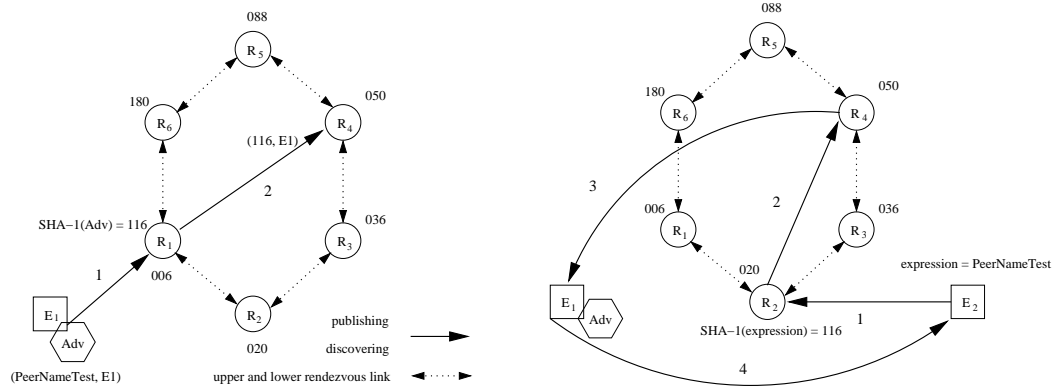 088
R5
180
050
R6
R4
(116, E1)
2
SHA−1(Adv) = 116
036
R1
R3
1
006
E1
R2
publishing
Adv
020
discovering
(PeerNameTest, E1)
upper and lower rendezvous link
088
R5
180
050
R6
R4
3
2
006
036
R1
R3
020
expression = PeerNameTest
E1
R2
E2
Adv
1
SHA−1(expression) = 116
4